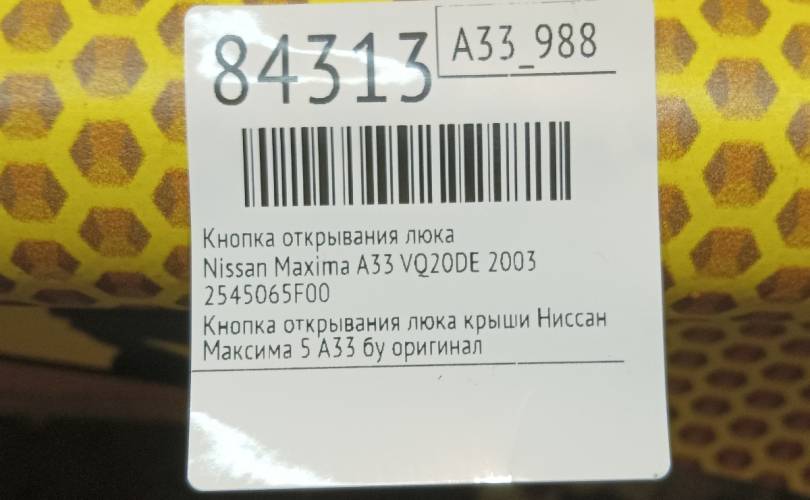 84313
A33_988
Кнопка открывания люка
Nissan Maxima A33 VQ20DE 2003
2545065F00
Кнопка открывания люка крыши Ниссан
Максима 5 А33 бу оригинал